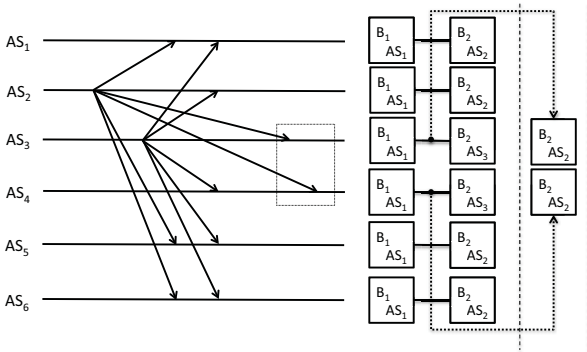 AS₁
AS₂
AS₃
AS₄
AS₅
AS₆
B₁ AS₁ B₂ AS₂
B₁ AS₁ B₂ AS₂
B₁ AS₁ B₂ AS₃
B₂ AS₂
B₁ AS₁ B₂ AS₃
B₂ AS₂
B₁ AS₁ B₂ AS₂
B₁ AS₁ B₂ AS₂